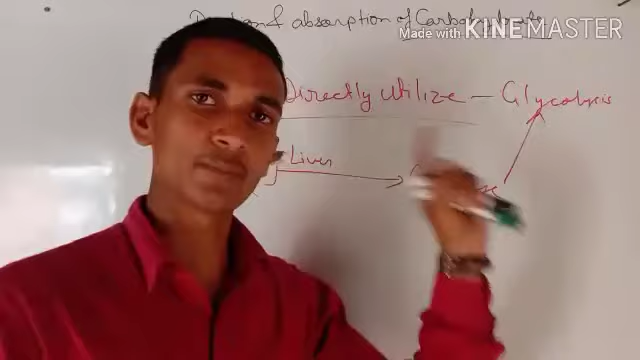 & absorption of Carbohydrate
Made with KINEMASTER
Directly utilize - Glycolysis
Liver